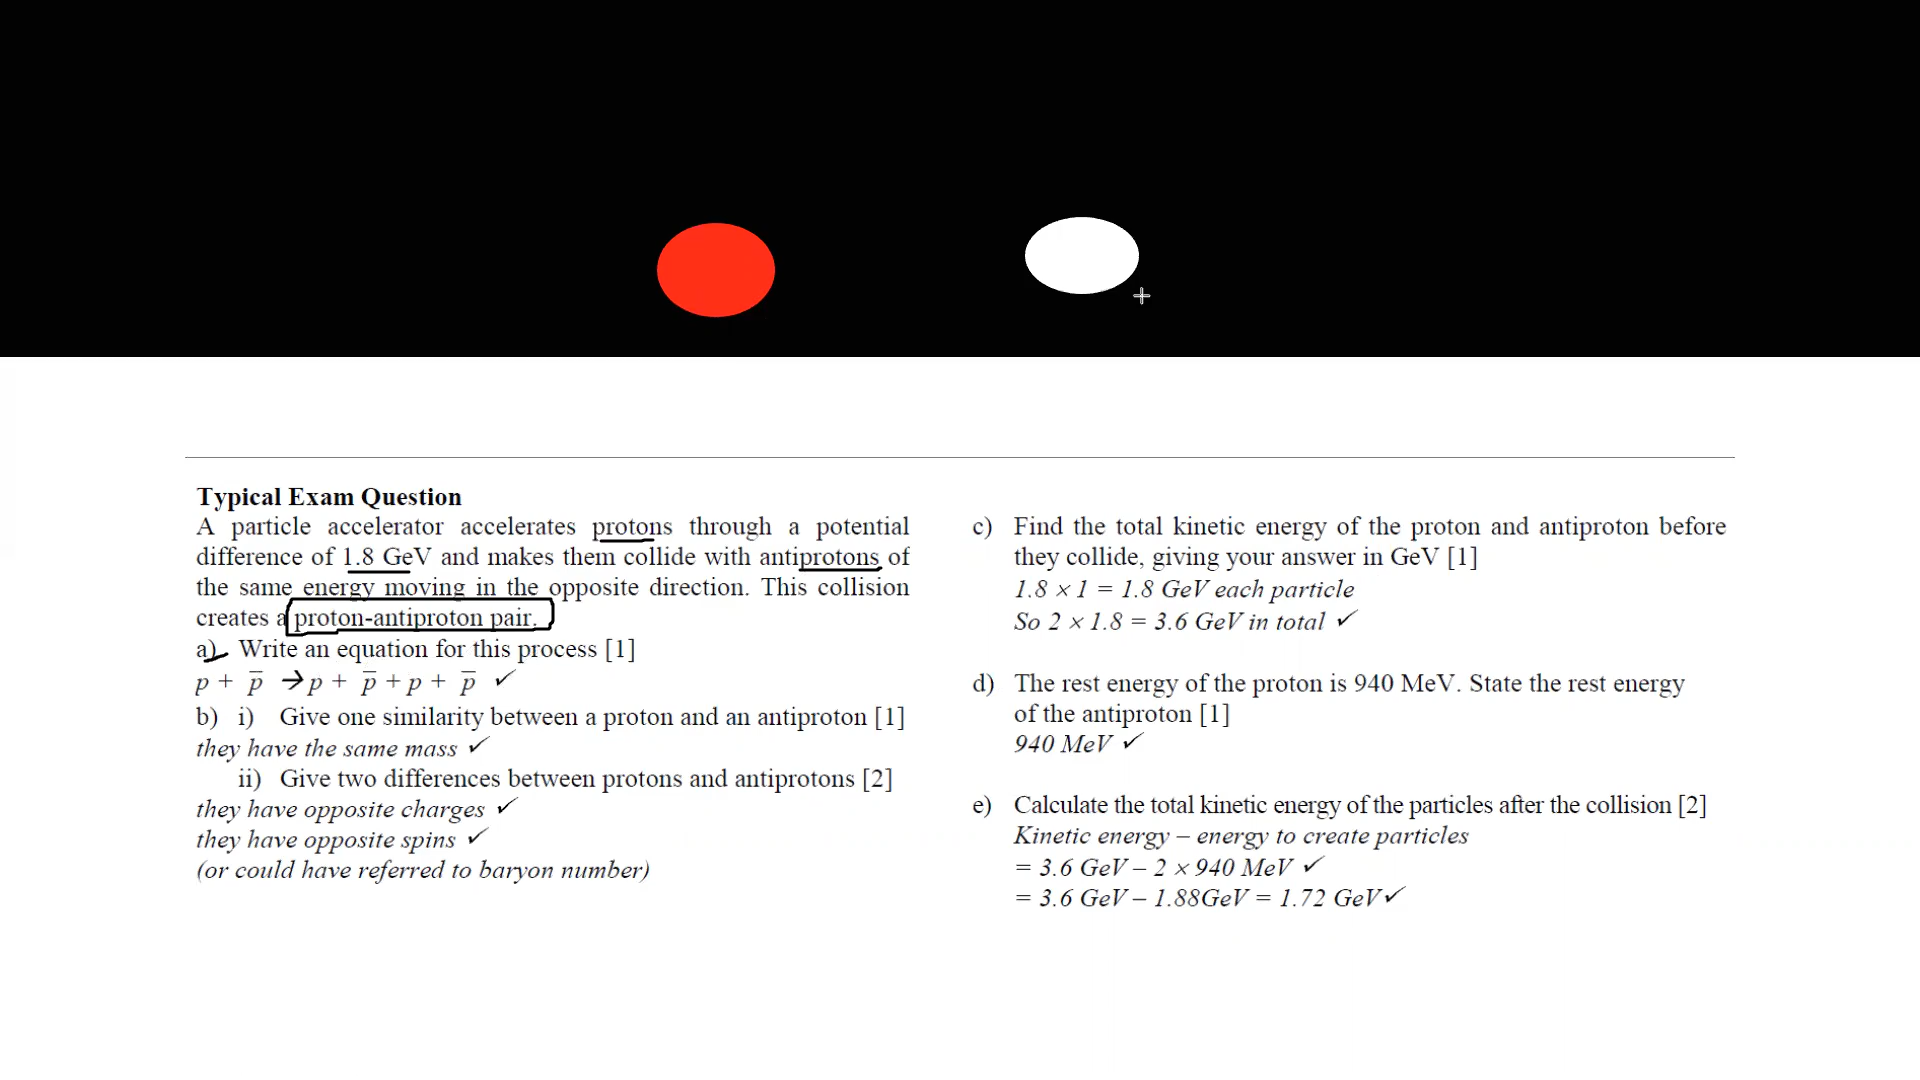 Typical Exam Question
A particle accelerator accelerates protons through a potential
difference of 1.8 GeV and makes them collide with antiprotons of
the same energy moving in the opposite direction. This collision
creates a proton-antiproton pair.
a) Write an equation for this process [1]
p + p̅ → p + p̅ + p + p̅ ✓
b) i) Give one similarity between a proton and an antiproton [1]
they have the same mass ✓
ii) Give two differences between protons and antiprotons [2]
they have opposite charges ✓
they have opposite spins ✓
(or could have referred to baryon number)
c) Find the total kinetic energy of the proton and antiproton before
they collide, giving your answer in GeV [1]
1.8 × 1 = 1.8 GeV each particle
So 2 × 1.8 = 3.6 GeV in total ✓
d) The rest energy of the proton is 940 MeV. State the rest energy
of the antiproton [1]
940 MeV ✓
e) Calculate the total kinetic energy of the particles after the collision [2]
Kinetic energy – energy to create particles
= 3.6 GeV – 2 × 940 MeV ✓
= 3.6 GeV – 1.88GeV = 1.72 GeV✓